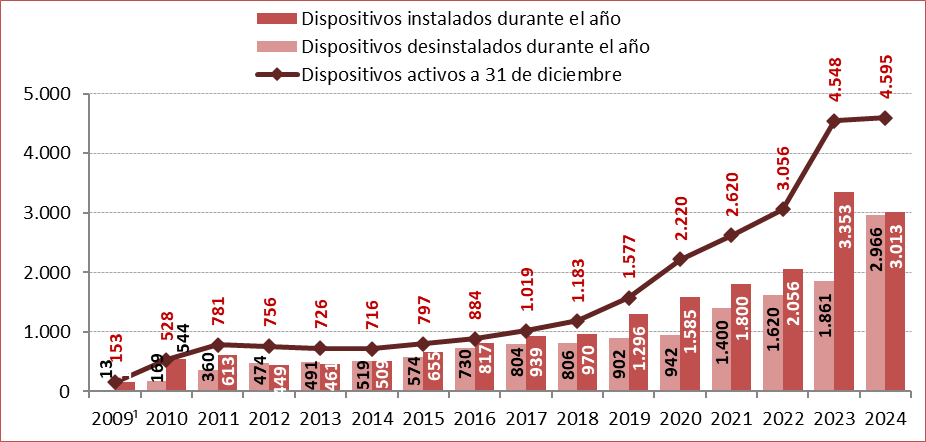 Dispositivos instalados durante el año
Dispositivos desinstalados durante el año
Dispositivos activos a 31 de diciembre
5.000
4.000
3.000
2.000
1.000
0
153 528 781 756 726 716 797 884 1.019 1.183 1.577 2.220 2.620 3.056 4.548 4.595
13 169 360 474 491 519 574 730 804 806 902 942 1.400 1.620 1.861 2.966
544 613 449 461 509 655 817 939 970 1.296 1.585 1.800 2.056 3.353 3.013
2009¹ 2010 2011 2012 2013 2014 2015 2016 2017 2018 2019 2020 2021 2022 2023 2024